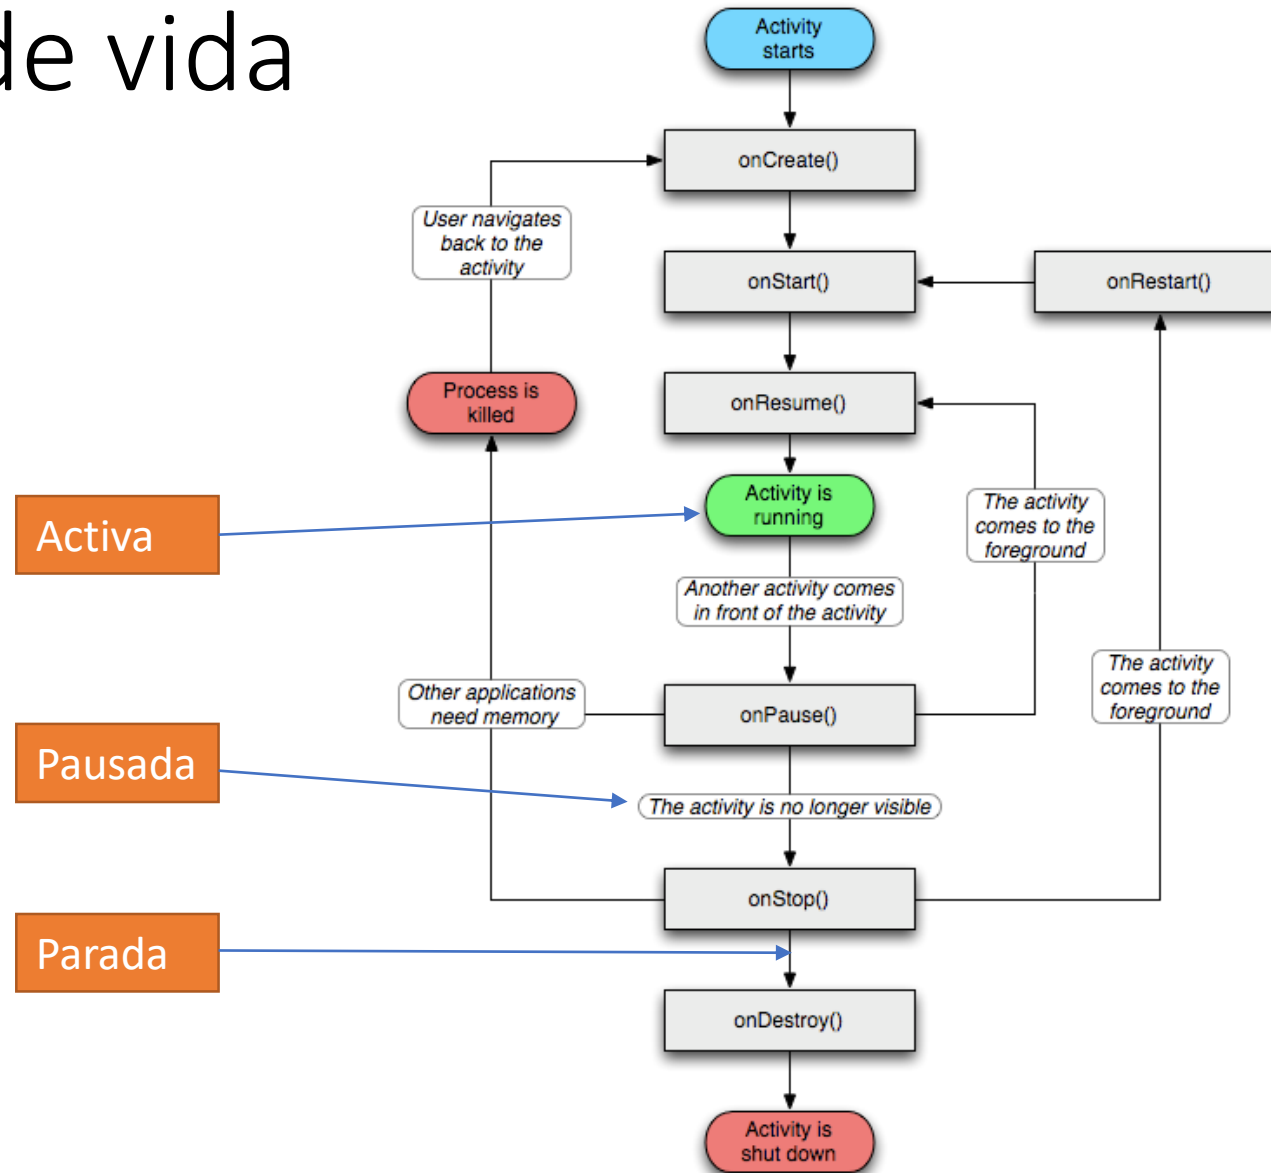 de vida
Activity
starts
onCreate()
User navigates
back to the
activity
onStart()
onRestart()
Process is
killed
onResume()
Activa
Activity is
running
The activity
comes to the
foreground
Another activity comes
in front of the activity
Other applications
need memory
onPause()
The activity
comes to the
foreground
Pausada
The activity is no longer visible
onStop()
Parada
onDestroy()
Activity is
shut down